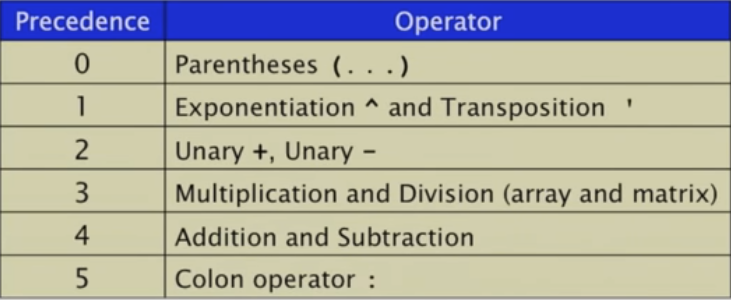 Precedence Operator
0 Parentheses (...)
1 Exponentiation ^ and Transposition '
2 Unary +, Unary -
3 Multiplication and Division (array and matrix)
4 Addition and Subtraction
5 Colon operator :